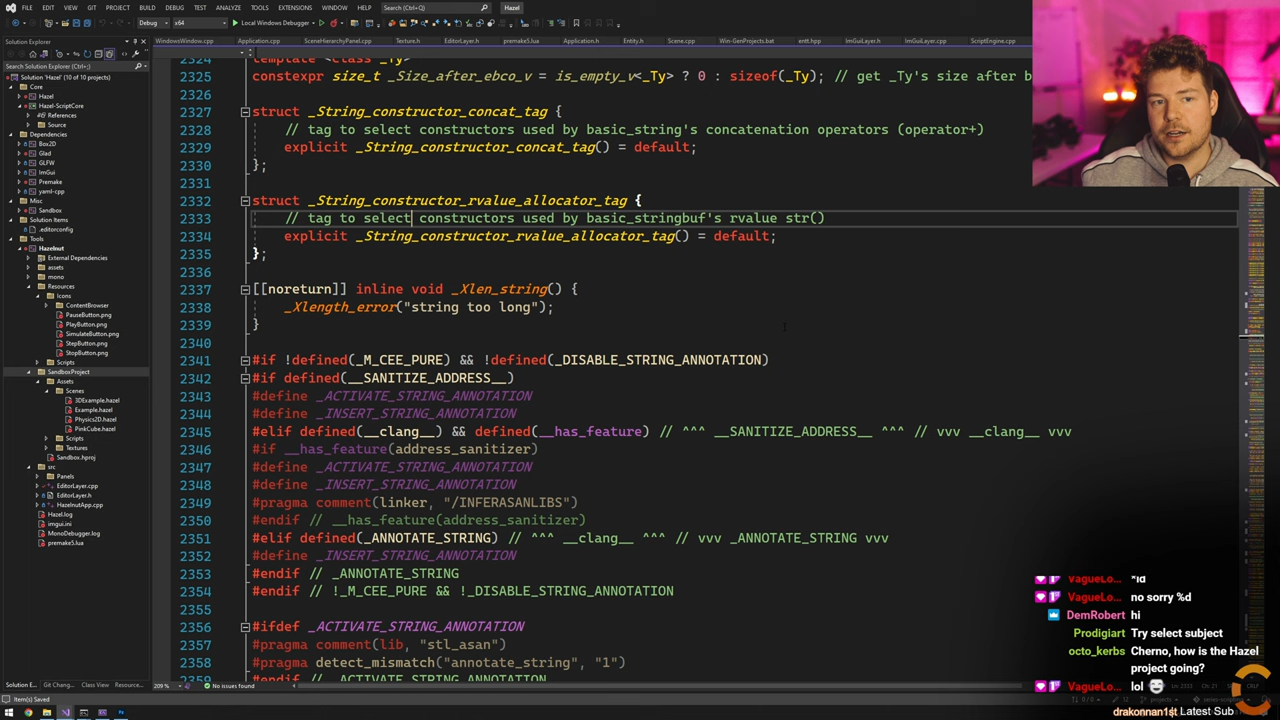 FILE EDIT VIEW GIT PROJECT BUILD DEBUG TEST ANALYZE TOOLS EXTENSIONS WINDOW HELP Search (Ctrl+Q) Hazel
Debug x64 Local Windows Debugger
Solution Explorer WindowsWindow.cpp Application.cpp SceneHierarchyPanel.cpp Texture.h EditorLayer.h premake5.lua Application.h Entity.h Scene.cpp Win-GenProjects.bat entt.hpp ImGuiLayer.h ImGuiLayer.cpp ScriptEngine.cpp
Search Solution Explorer (Ctrl+;)
Solution 'Hazel' (10 of 10 projects)
Core
Hazel
Hazel-ScriptCore
References
Source
Dependencies
Box2D
Glad
GLFW
ImGui
Premake
yaml-cpp
Misc
Sandbox
Solution Items
.editorconfig
Tools
Hazelnut
External Dependencies
assets
mono
Resources
Icons
ContentBrowser
PauseButton.png
PlayButton.png
SimulateButton.png
StepButton.png
StopButton.png
Scripts
SandboxProject
Assets
Scenes
3DExample.hazel
Example.hazel
Physics2D.hazel
PinkCube.hazel
Scripts
Textures
Sandbox.hproj
src
Panels
EditorLayer.cpp
EditorLayer.h
HazelnutApp.cpp
Hazel.log
imgui.ini
MonoDebugger.log
premake5.lua
2324 template <class _Ty>
2325 constexpr size_t _Size_after_ebco_v = is_empty_v<_Ty> ? 0 : sizeof(_Ty); // get _Ty's size after
2326
2327 struct _String_constructor_concat_tag {
2328 // tag to select constructors used by basic_string's concatenation operators (operator+)
2329 explicit _String_constructor_concat_tag() = default;
2330 };
2331
2332 struct _String_constructor_rvalue_allocator_tag {
2333 // tag to select constructors used by basic_stringbuf's rvalue str()
2334 explicit _String_constructor_rvalue_allocator_tag() = default;
2335 };
2336
2337 [[noreturn]] inline void _Xlen_string() {
2338 _Xlength_error("string too long");
2339 }
2340
2341 #if !defined(_M_CEE_PURE) && !defined(_DISABLE_STRING_ANNOTATION)
2342 #if defined(__SANITIZE_ADDRESS__)
2343 #define _ACTIVATE_STRING_ANNOTATION
2344 #define _INSERT_STRING_ANNOTATION
2345 #elif defined(__clang__) && defined(__has_feature) // ^^^ __SANITIZE_ADDRESS__ ^^^ // vvv __clang__ vvv
2346 #if __has_feature(address_sanitizer)
2347 #define _ACTIVATE_STRING_ANNOTATION
2348 #define _INSERT_STRING_ANNOTATION
2349 #pragma comment(linker, "/INFERASANLIBS")
2350 #endif // __has_feature(address_sanitizer)
2351 #elif defined(_ANNOTATE_STRING) // ^^^ __clang__ ^^^ // vvv _ANNOTATE_STRING vvv
2352 #define _INSERT_STRING_ANNOTATION
2353 #endif // _ANNOTATE_STRING
2354 #endif // !_M_CEE_PURE && !_DISABLE_STRING_ANNOTATION
2355
2356 #ifdef _ACTIVATE_STRING_ANNOTATION
2357 #pragma comment(lib, "stl_asan")
2358 #pragma detect_mismatch("annotate_string", "1")
2359 _ACTIVATE_STRING_ANNOTATION
VagueLo... *id
VagueLo... no sorry %d
DemRobert hi
Prodigiart Try select subject
octo_kerbs Cherno, how is the Hazel
project going?
VagueLo... lol
Solution E... Git Chang... Class View Resource... 209 % No issues found
Item(s) Saved
drakonnan1st Latest Sub